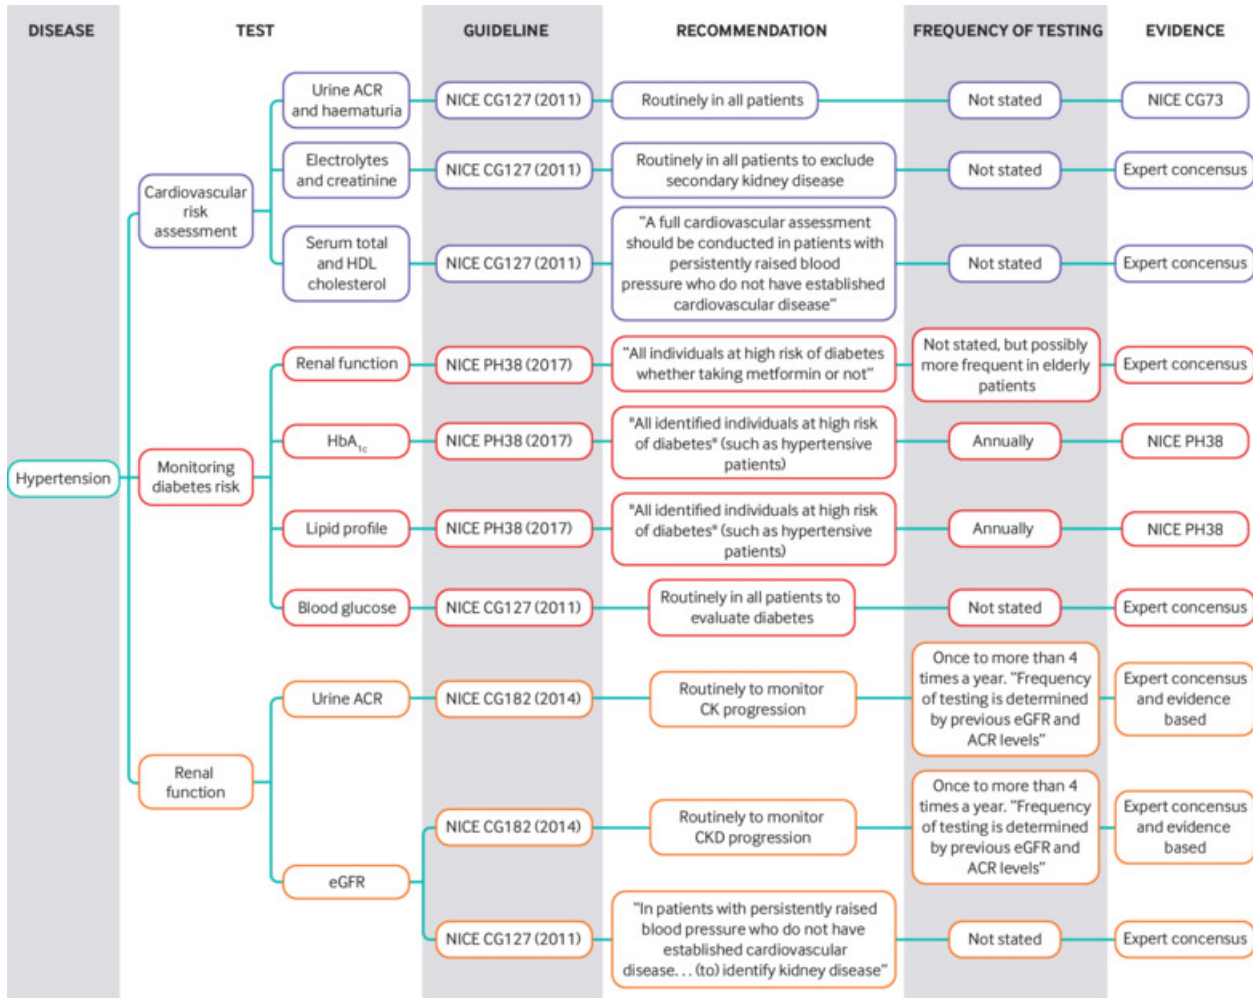 DISEASE TEST GUIDELINE RECOMMENDATION FREQUENCY OF TESTING EVIDENCE
Hypertension
Cardiovascular
risk
assessment
Urine ACR
and haematuria
NICE CG127 (2011)
Routinely in all patients
Not stated
NICE CG73
Electrolytes
and creatinine
NICE CG127 (2011)
Routinely in all patients to exclude
secondary kidney disease
Not stated
Expert consensus
Serum total
and HDL
cholesterol
NICE CG127 (2011)
“A full cardiovascular assessment
should be conducted in patients with
persistently raised blood
pressure who do not have established
cardiovascular disease”
Not stated
Expert consensus
Monitoring
diabetes risk
Renal function
NICE PH38 (2017)
“All individuals at high risk of diabetes
whether taking metformin or not”
Not stated, but possibly
more frequent in elderly
patients
Expert consensus
HbA1c
NICE PH38 (2017)
"All identified individuals at high risk
of diabetes" (such as hypertensive
patients)
Annually
NICE PH38
Lipid profile
NICE PH38 (2017)
"All identified individuals at high risk
of diabetes" (such as hypertensive
patients)
Annually
NICE PH38
Blood glucose
NICE CG127 (2011)
Routinely in all patients to
evaluate diabetes
Not stated
Expert consensus
Renal
function
Urine ACR
NICE CG182 (2014)
Routinely to monitor
CK progression
Once to more than 4
times a year. “Frequency
of testing is determined
by previous eGFR and
ACR levels”
Expert consensus
and evidence
based
eGFR
NICE CG182 (2014)
Routinely to monitor
CKD progression
Once to more than 4
times a year. “Frequency
of testing is determined
by previous eGFR and
ACR levels”
Expert consensus
and evidence
based
NICE CG127 (2011)
“In patients with persistently raised
blood pressure who do not have
established cardiovascular
disease... (to) identify kidney disease”
Not stated
Expert consensus